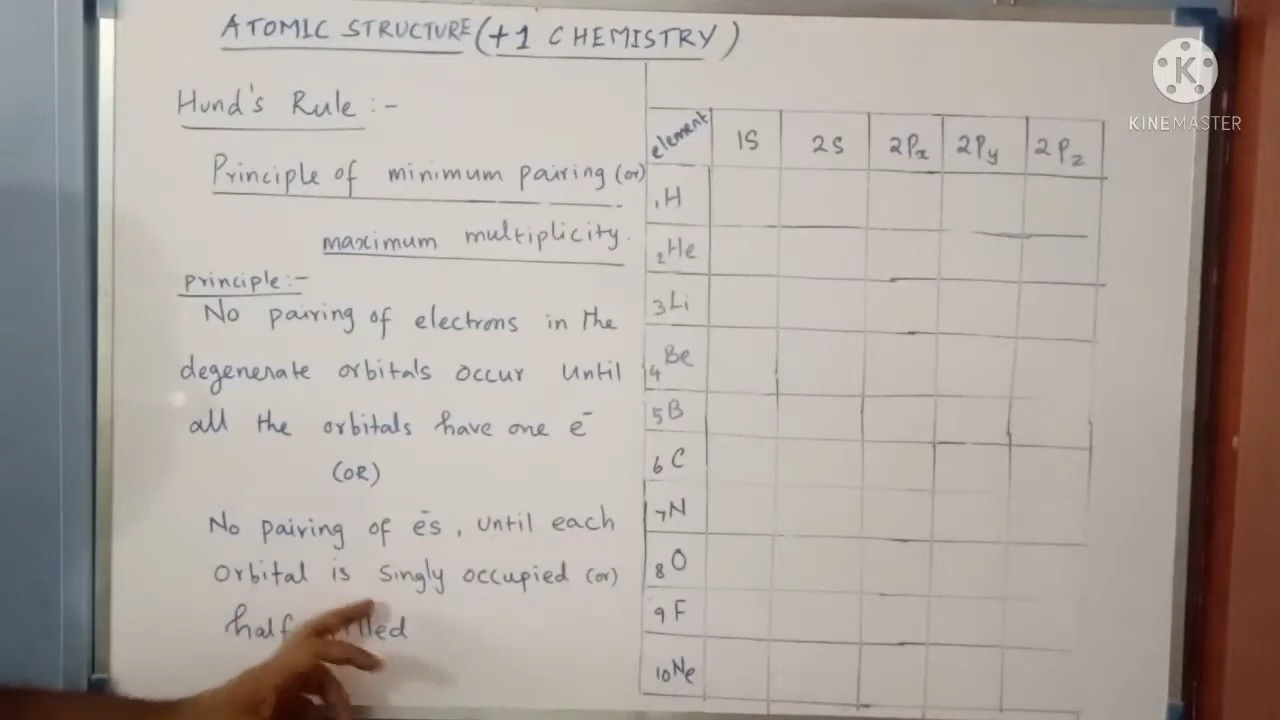 ATOMIC STRUCTURE (+1 CHEMISTRY)
Hund's Rule :-
Principle of minimum pairing (or)
maximum multiplicity.
principle:-
No pairing of electrons in the
degenerate orbitals occur until
all the orbitals have one e⁻
(OR)
No pairing of e⁻s, until each
orbital is singly occupied (or)
half filled
element 1S 2S 2Px 2Py 2Pz
1H
2He
3Li
4Be
5B
6C
7N
8O
9F
10Ne
K
KINEMASTER